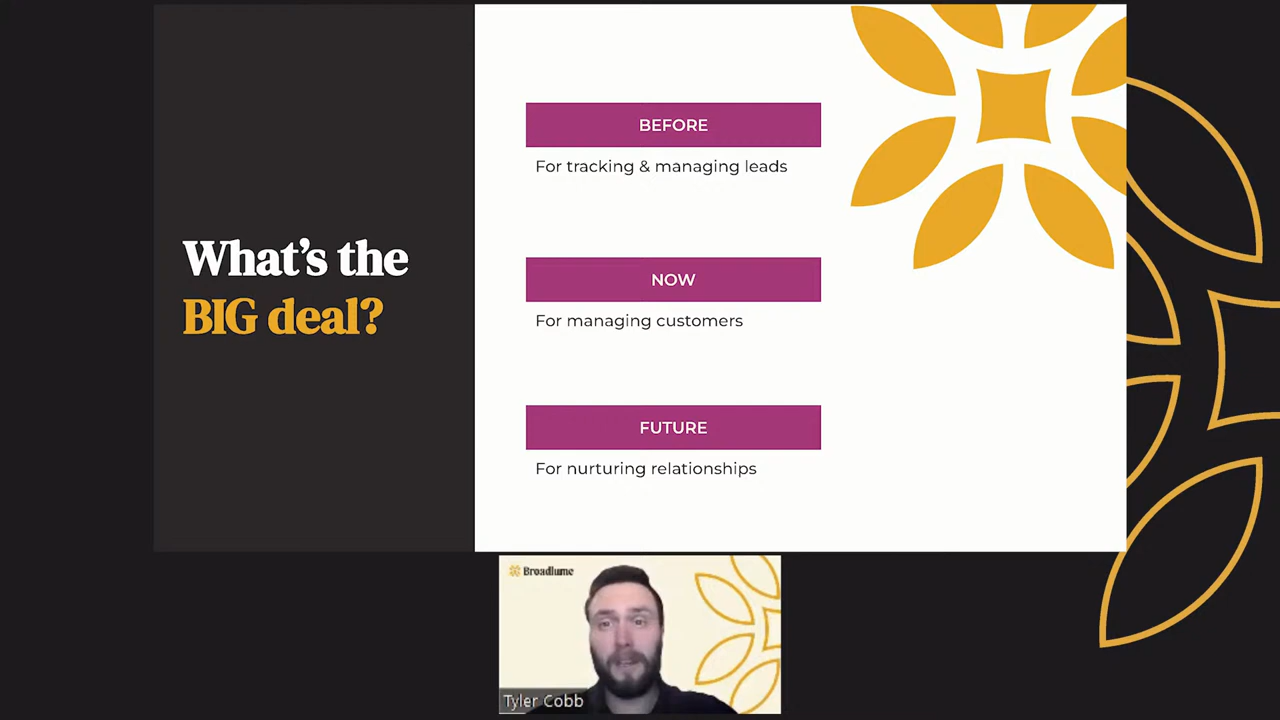 What's the
BIG deal?
BEFORE
For tracking & managing leads
NOW
For managing customers
FUTURE
For nurturing relationships
Broadlume
Tyler Cobb